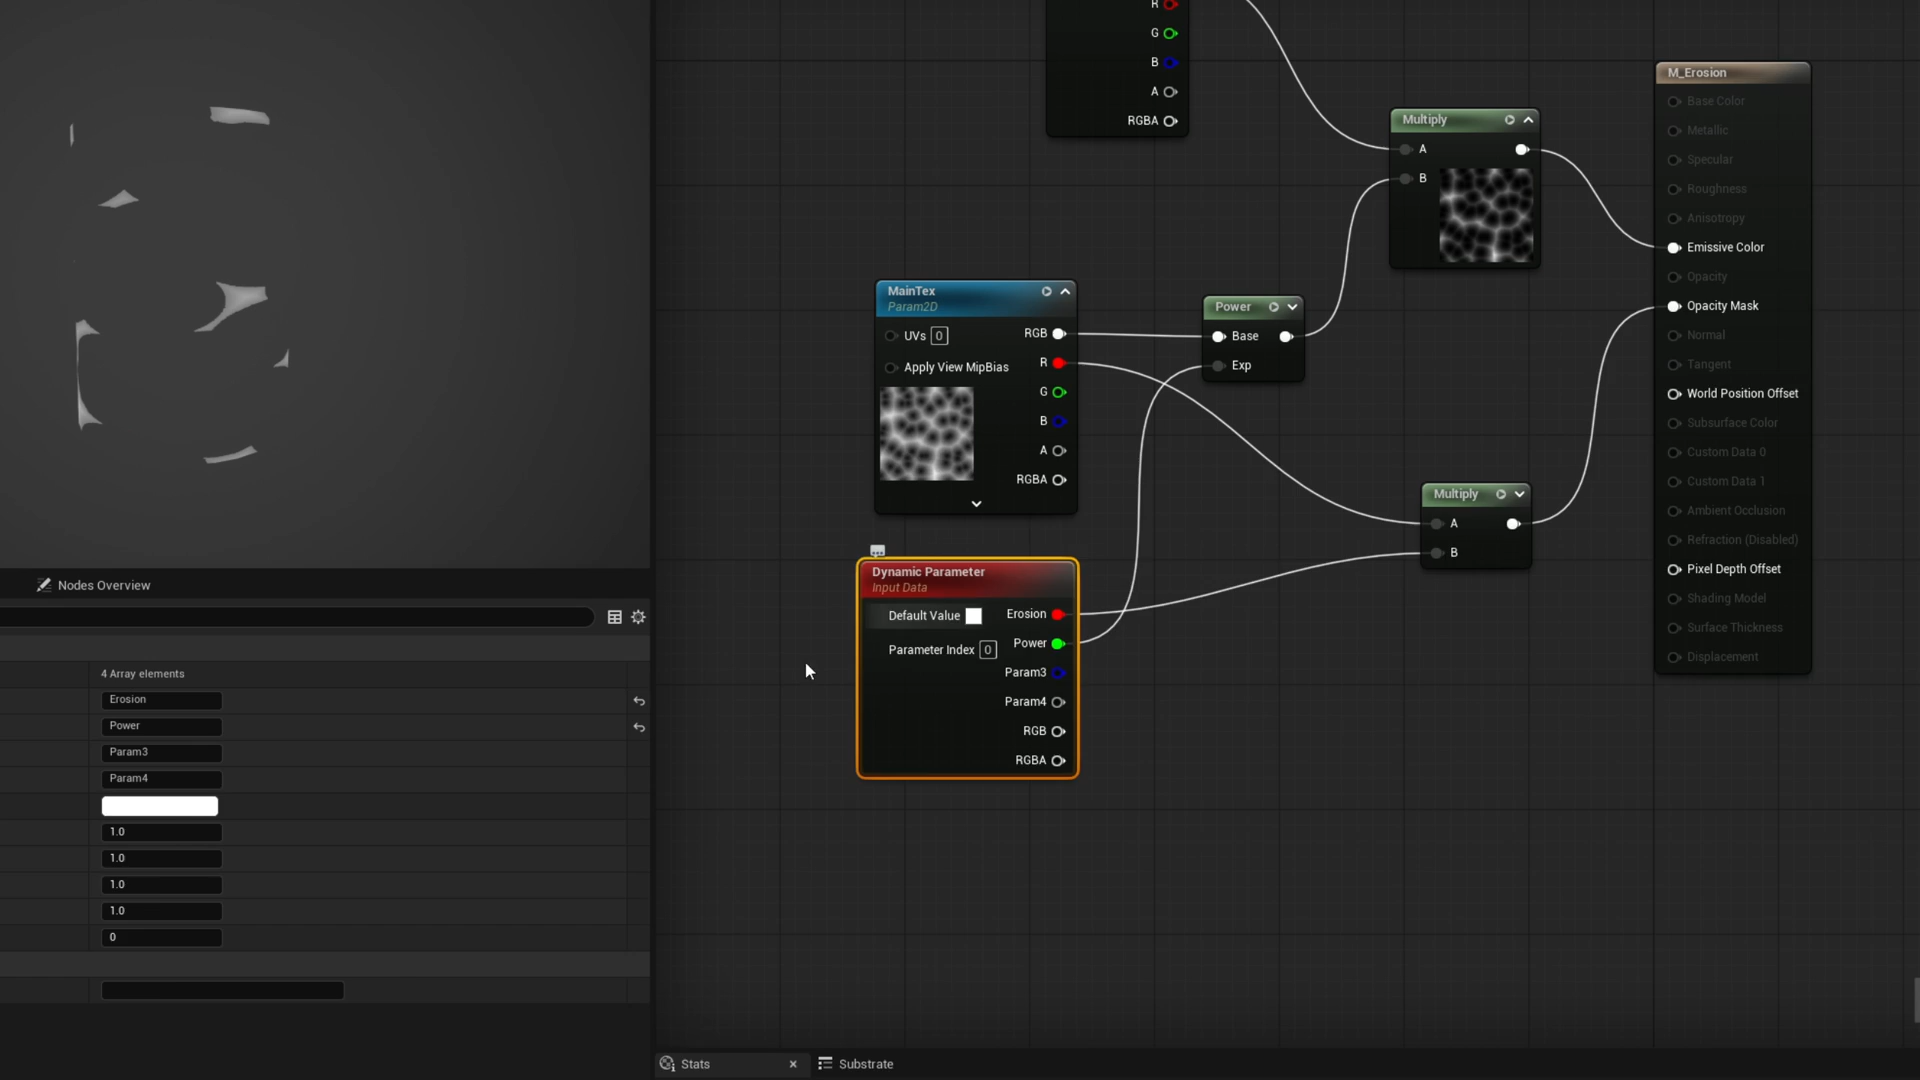 R
G
B
A
RGBA
Multiply
A
B
M_Erosion
Base Color
Metallic
Specular
Roughness
Anisotropy
Emissive Color
Opacity
Opacity Mask
Normal
Tangent
World Position Offset
Subsurface Color
Custom Data 0
Custom Data 1
Ambient Occlusion
Refraction (Disabled)
Pixel Depth Offset
Shading Model
Surface Thickness
Displacement
MainTex
Param2D
UVs 0
RGB
Apply View MipBias
R
G
B
A
RGBA
Power
Base
Exp
Multiply
A
B
Dynamic Parameter
Input Data
Default Value
Erosion
Parameter Index 0
Power
Param3
Param4
RGB
RGBA
Nodes Overview
4 Array elements
Erosion
Power
Param3
Param4
1.0
1.0
1.0
1.0
0
Stats
Substrate